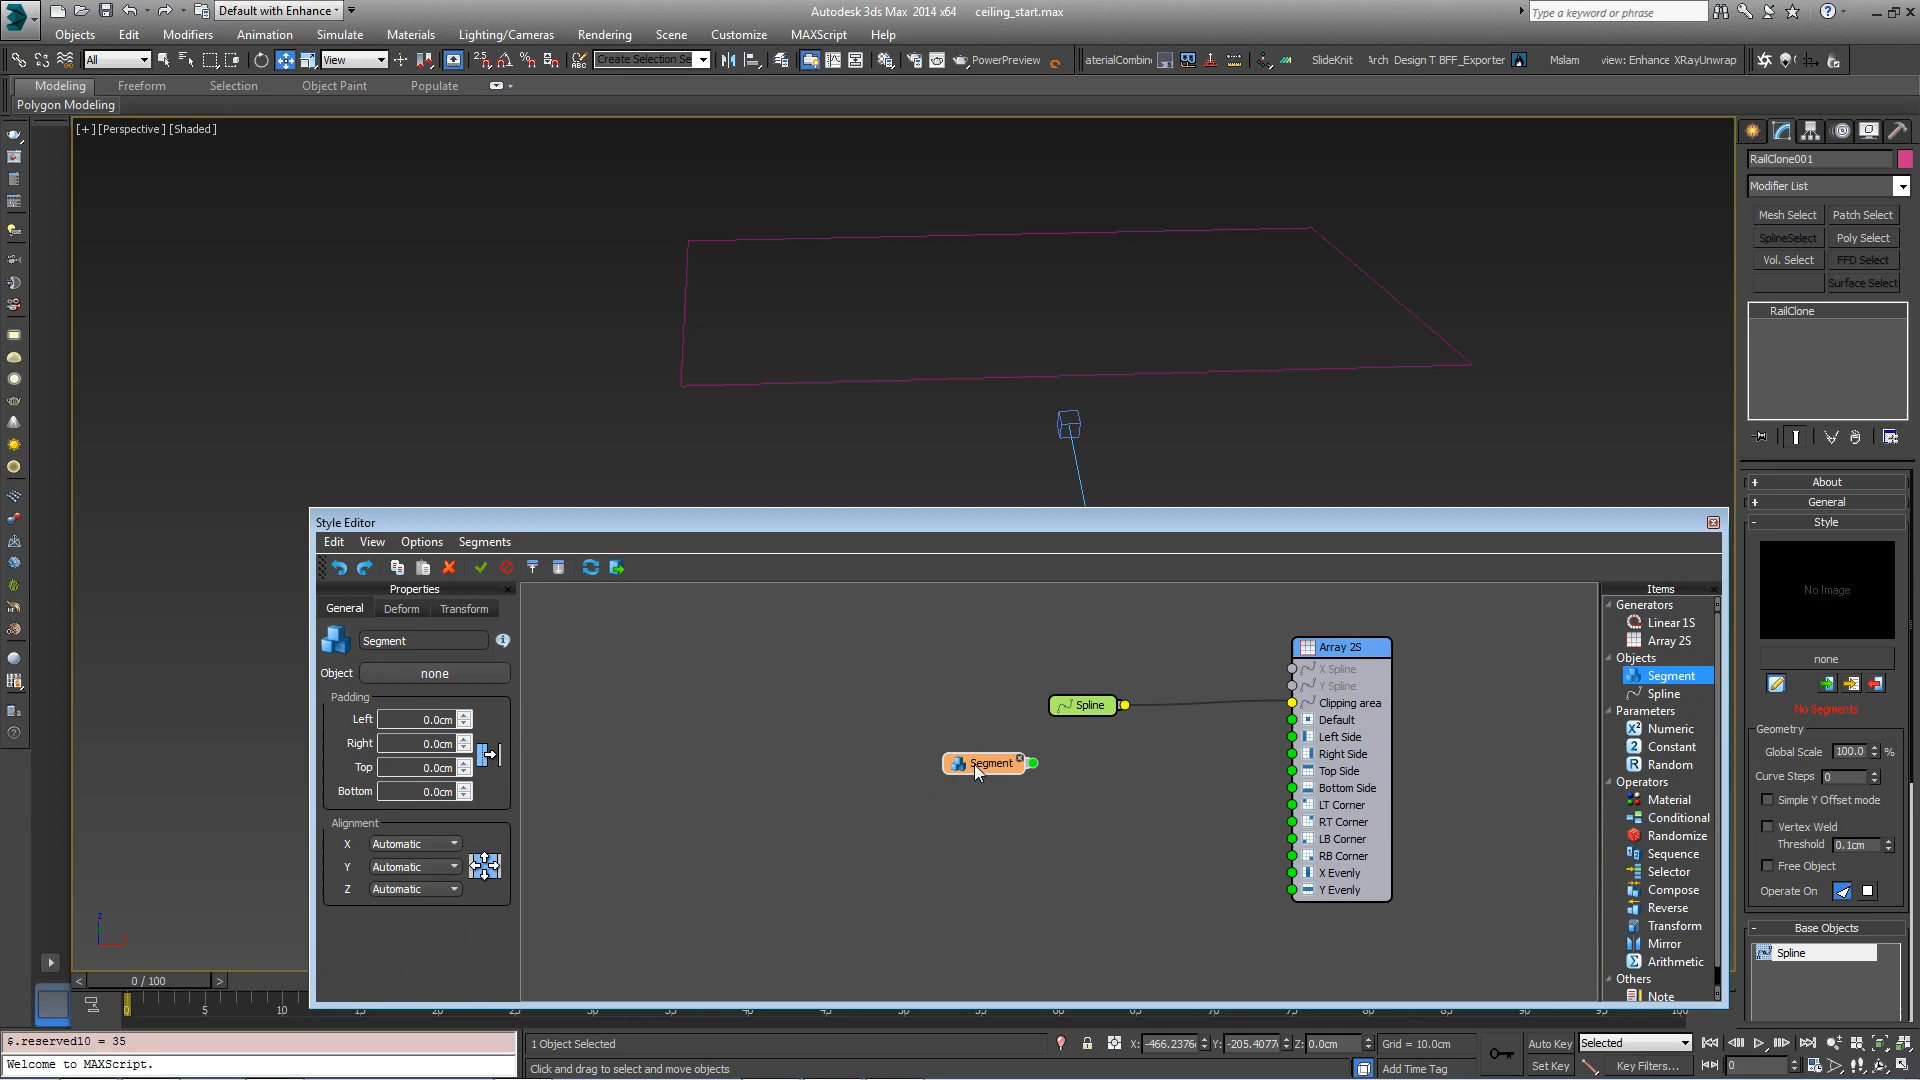 Default with Enhance
Autodesk 3ds Max 2014 x64 ceiling_start.max
Type a keyword or phrase
Objects Edit Modifiers Animation Simulate Materials Lighting/Cameras Rendering Scene Customize MAXScript Help
All View Create Selection Se PowerPreview aterialCombin SlideKnit Arch Design T BFF_Exporter Mslam view: Enhance XRayUnwrap
Modeling Freeform Selection Object Paint Populate
Polygon Modeling
[+] [Perspective] [Shaded]
RailClone001
Modifier List
Mesh Select Patch Select
SplineSelect Poly Select
Vol. Select FFD Select
Surface Select
RailClone
+ About
+ General
- Style
No Image
none
No Segments
Geometry
Global Scale 100.0 %
Curve Steps 0
Simple Y Offset mode
Vertex Weld
Threshold 0.1cm
Free Object
Operate On
- Base Objects
Spline
Style Editor
Edit View Options Segments
Properties
General Deform Transform
Segment
Object none
Padding
Left 0.0cm
Right 0.0cm
Top 0.0cm
Bottom 0.0cm
Alignment
X Automatic
Y Automatic
Z Automatic
Spline
Segment
Array 2S
X Spline
Y Spline
Clipping area
Default
Left Side
Right Side
Top Side
Bottom Side
LT Corner
RT Corner
LB Corner
RB Corner
X Evenly
Y Evenly
Items
Generators
Linear 1S
Array 2S
Objects
Segment
Spline
Parameters
Numeric
Constant
Random
Operators
Material
Conditional
Randomize
Sequence
Selector
Compose
Reverse
Transform
Mirror
Arithmetic
Others
Note
z
< 0 / 100 >
0 5 10
$.reserved10 = 35
Welcome to MAXScript.
1 Object Selected
X: -466.2376 Y: -205.4077 Z: 0.0cm Grid = 10.0cm
Click and drag to select and move objects
Add Time Tag
Auto Key Selected
Set Key Key Filters... 0